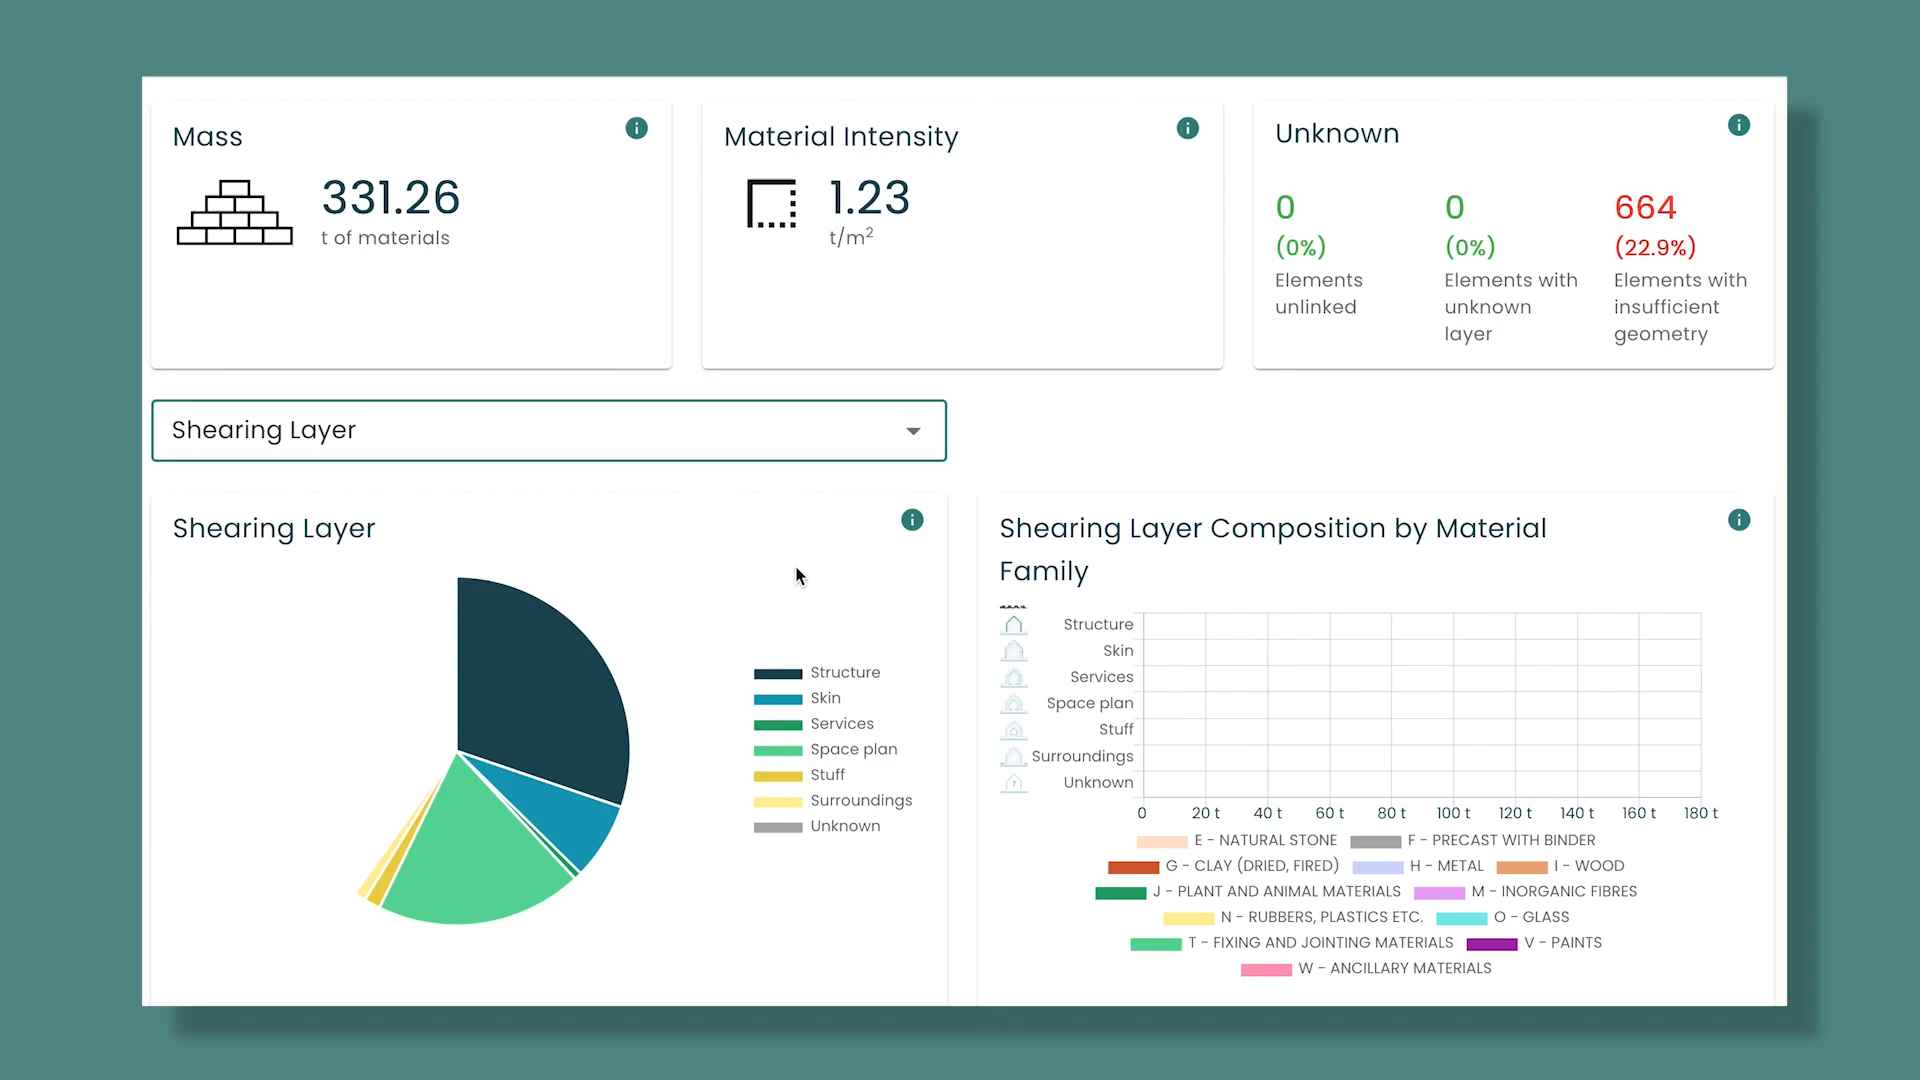 Mass
331.26
t of materials
Material Intensity
1.23
t/m²
Unknown
0
(0%)
Elements
unlinked
0
(0%)
Elements with
unknown
layer
664
(22.9%)
Elements with
insufficient
geometry
Shearing Layer
Shearing Layer
Structure
Skin
Services
Space plan
Stuff
Surroundings
Unknown
Shearing Layer Composition by Material
Family
Structure
Skin
Services
Space plan
Stuff
Surroundings
Unknown
0 20 t 40 t 60 t 80 t 100 t 120 t 140 t 160 t 180 t
E - NATURAL STONE F - PRECAST WITH BINDER
G - CLAY (DRIED, FIRED) H - METAL I - WOOD
J - PLANT AND ANIMAL MATERIALS M - INORGANIC FIBRES
N - RUBBERS, PLASTICS ETC. O - GLASS
T - FIXING AND JOINTING MATERIALS V - PAINTS
W - ANCILLARY MATERIALS